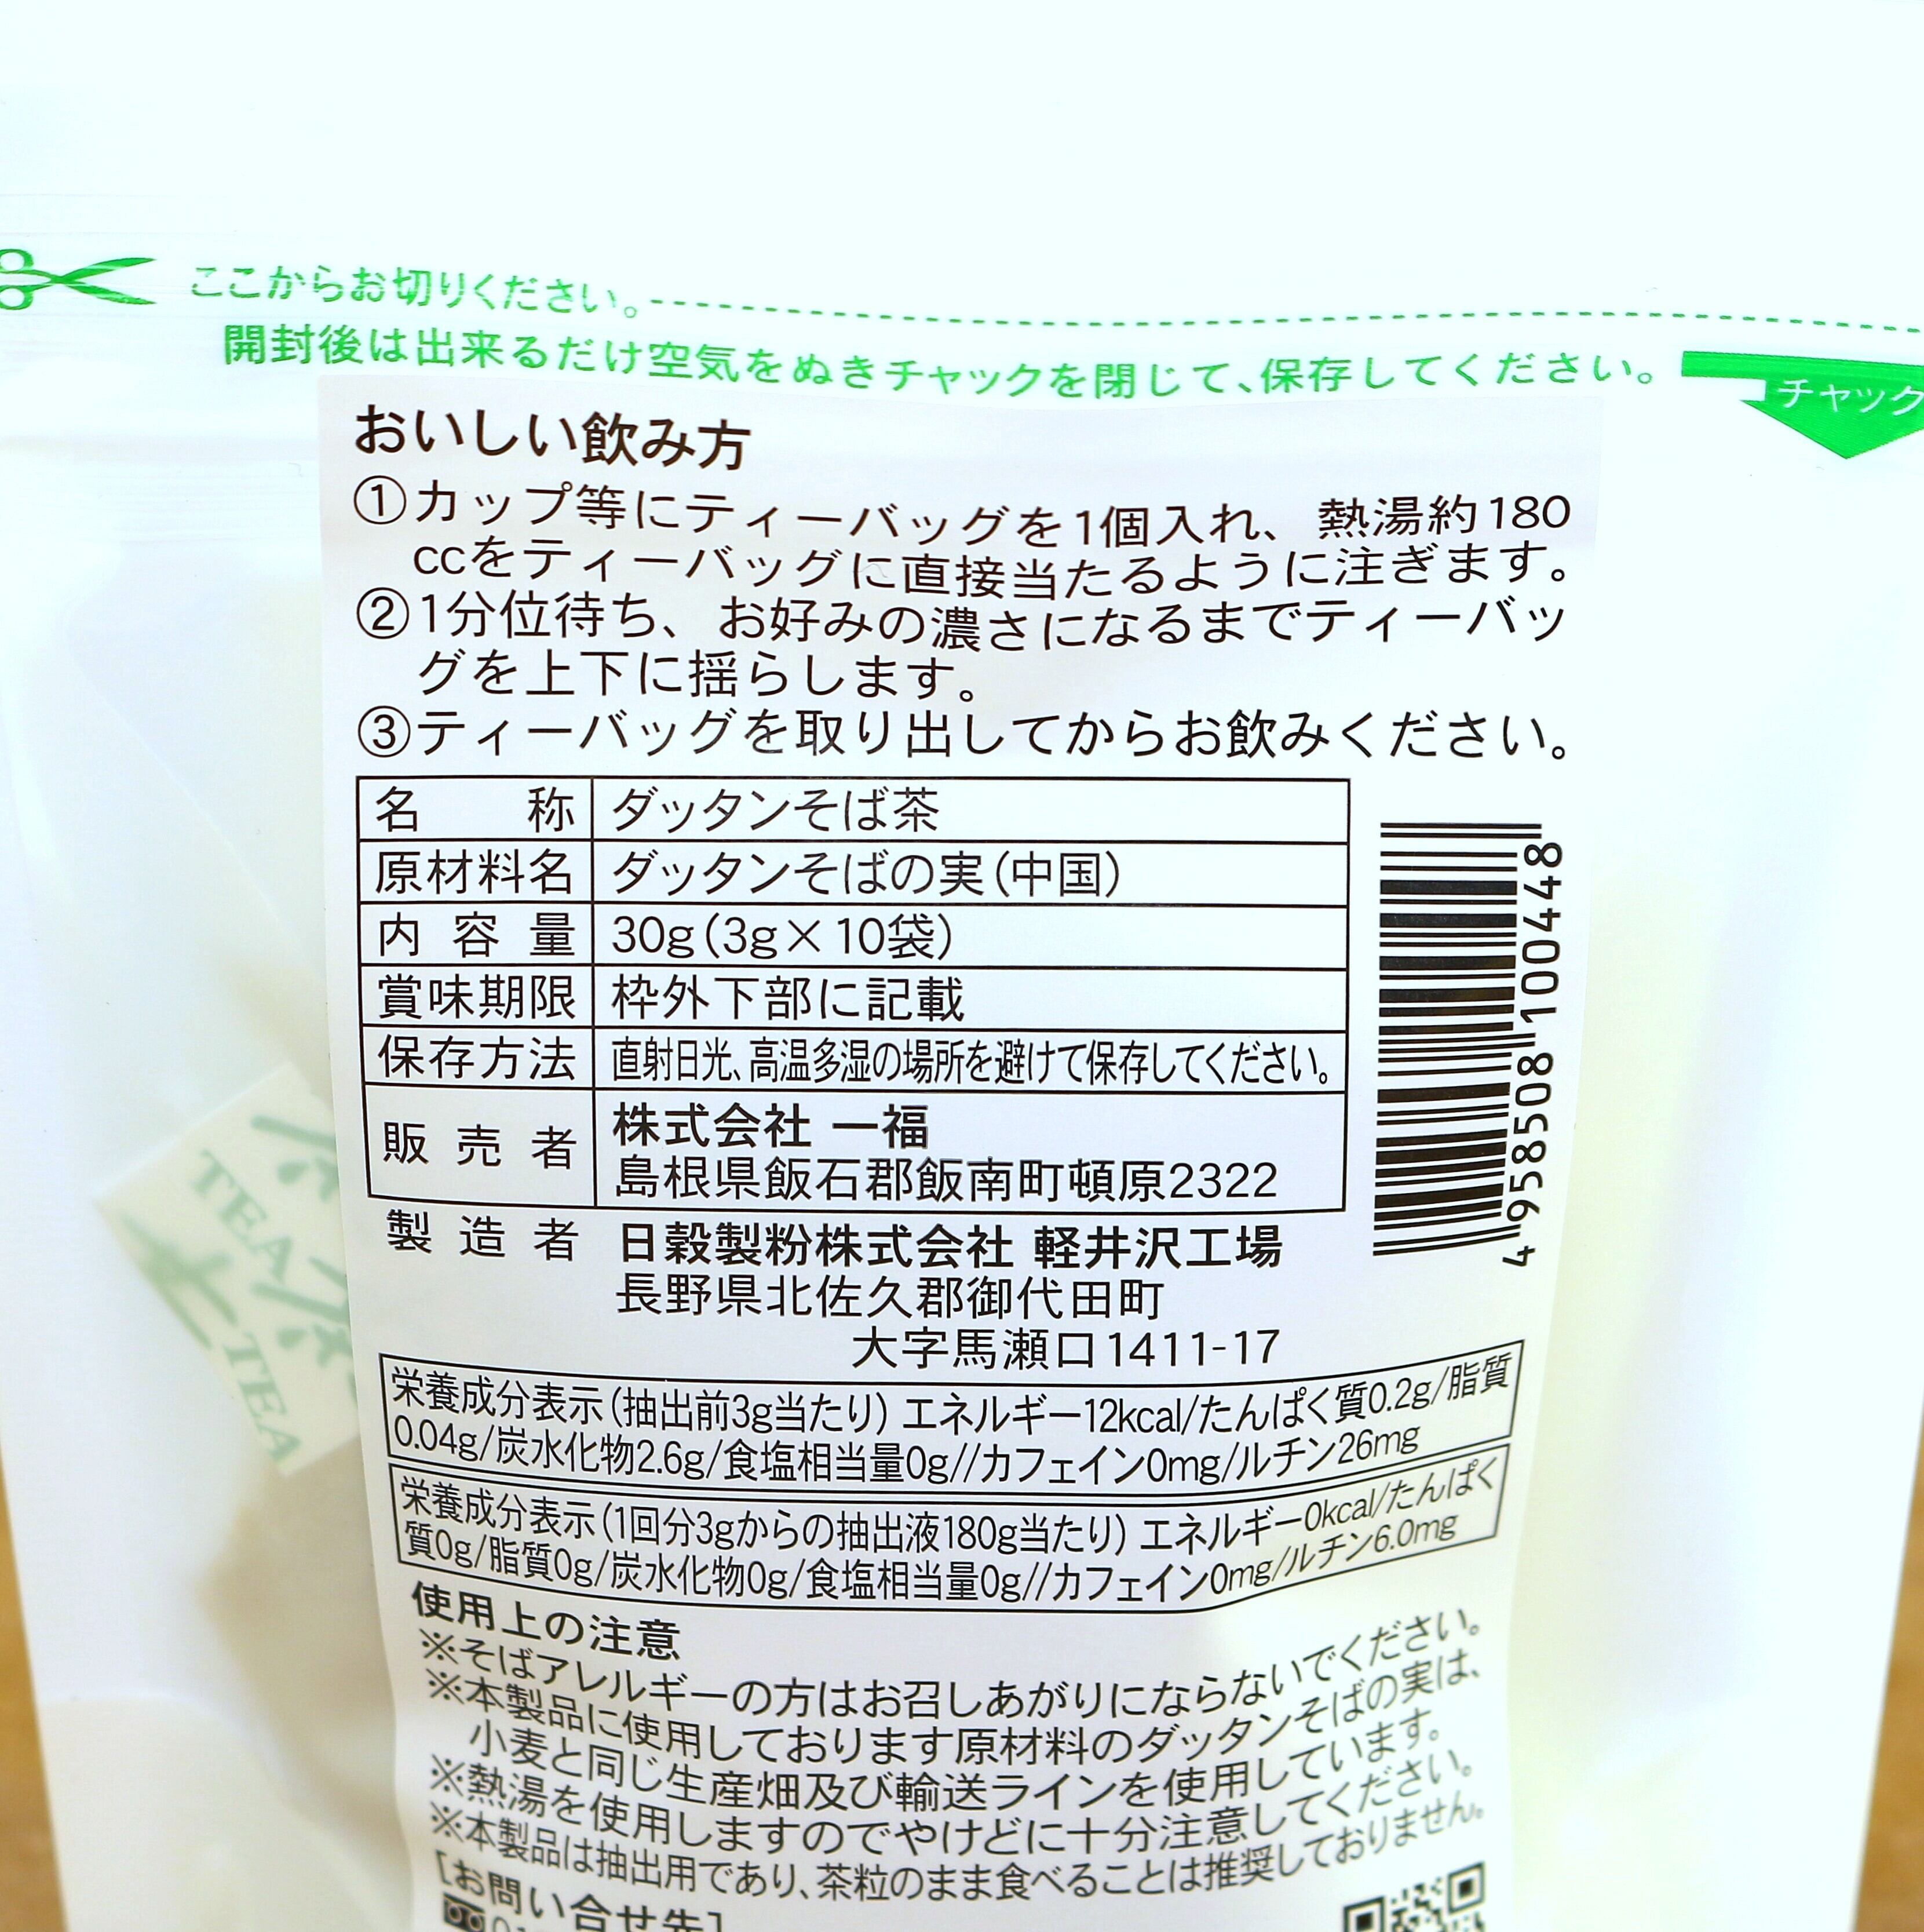 ここからお切りください。
開封後は出来るだけ空気をぬきチャックを閉じて、保存してください。
チャック
おいしい飲み方
①カップ等にティーバッグを1個入れ、熱湯約180
ccをティーバッグに直接当たるように注ぎます。
②1分位待ち、お好みの濃さになるまでティーバッ
グを上下に揺らします。
③ティーバッグを取り出してからお飲みください。
名称 ダッタンそば茶
原材料名 ダッタンそばの実(中国)
内容量 30g(3g×10袋)
賞味期限 枠外下部に記載
保存方法 直射日光、高温多湿の場所を避けて保存してください。
販売者 株式会社 一福
島根県飯石郡飯南町頓原2322
製造者 日穀製粉株式会社 軽井沢工場
長野県北佐久郡御代田町
大字馬瀬口1411-17
4 958508 100448
TEA
TEA
栄養成分表示(抽出前3g当たり) エネルギー12kcal/たんぱく質0.2g/脂質
0.04g/炭水化物2.6g/食塩相当量0g//カフェイン0mg/ルチン26mg
栄養成分表示(1回分3gからの抽出液180g当たり) エネルギー0kcal/たんぱく
質0g/脂質0g/炭水化物0g/食塩相当量0g//カフェイン0mg/ルチン6.0mg
使用上の注意
※そばアレルギーの方はお召しあがりにならないでください。
※本製品に使用しております原材料のダッタンそばの実は、
小麦と同じ生産畑及び輸送ラインを使用しています。
※熱湯を使用しますのでやけどに十分注意してください。
※本製品は抽出用であり、茶粒のまま食べることは推奨しておりません。
[お問い合せ先]